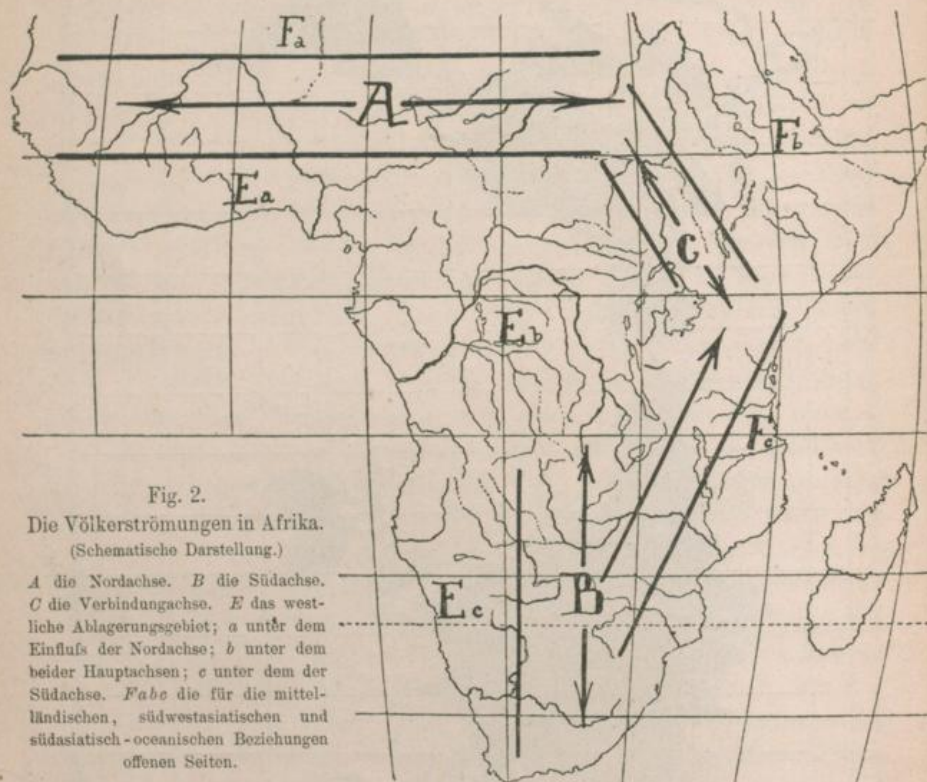 Fa
A
Fb
Ea
C
Eb
Fc
Fig. 2.
Die Völkerströmungen in Afrika.
(Schematische Darstellung.)
A die Nordachse. B die Südachse.
C die Verbindungachse. E das west-
liche Ablagerungsgebiet; a unter dem
Einfluſs der Nordachse; b unter dem
beider Hauptachsen; c unter dem der
Südachse. Fabc die für die mittel-
ländischen, südwestasiatischen und
südasiatisch-oceanischen Beziehungen
offenen Seiten.
Ec
B